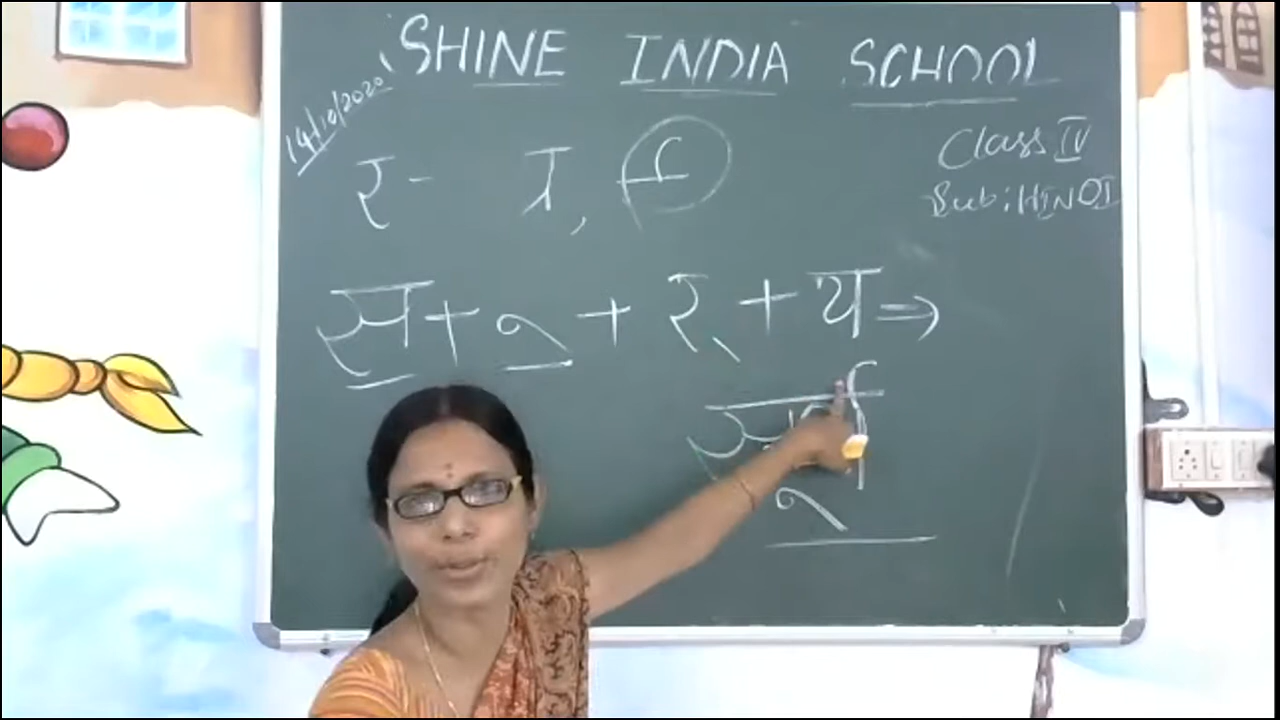 SHINE INDIA SCHOOL
14/10/2020
Class IV
Sub: HINDI
र - ्र, र्
स + ू + र् + य ⇒
सूर्य